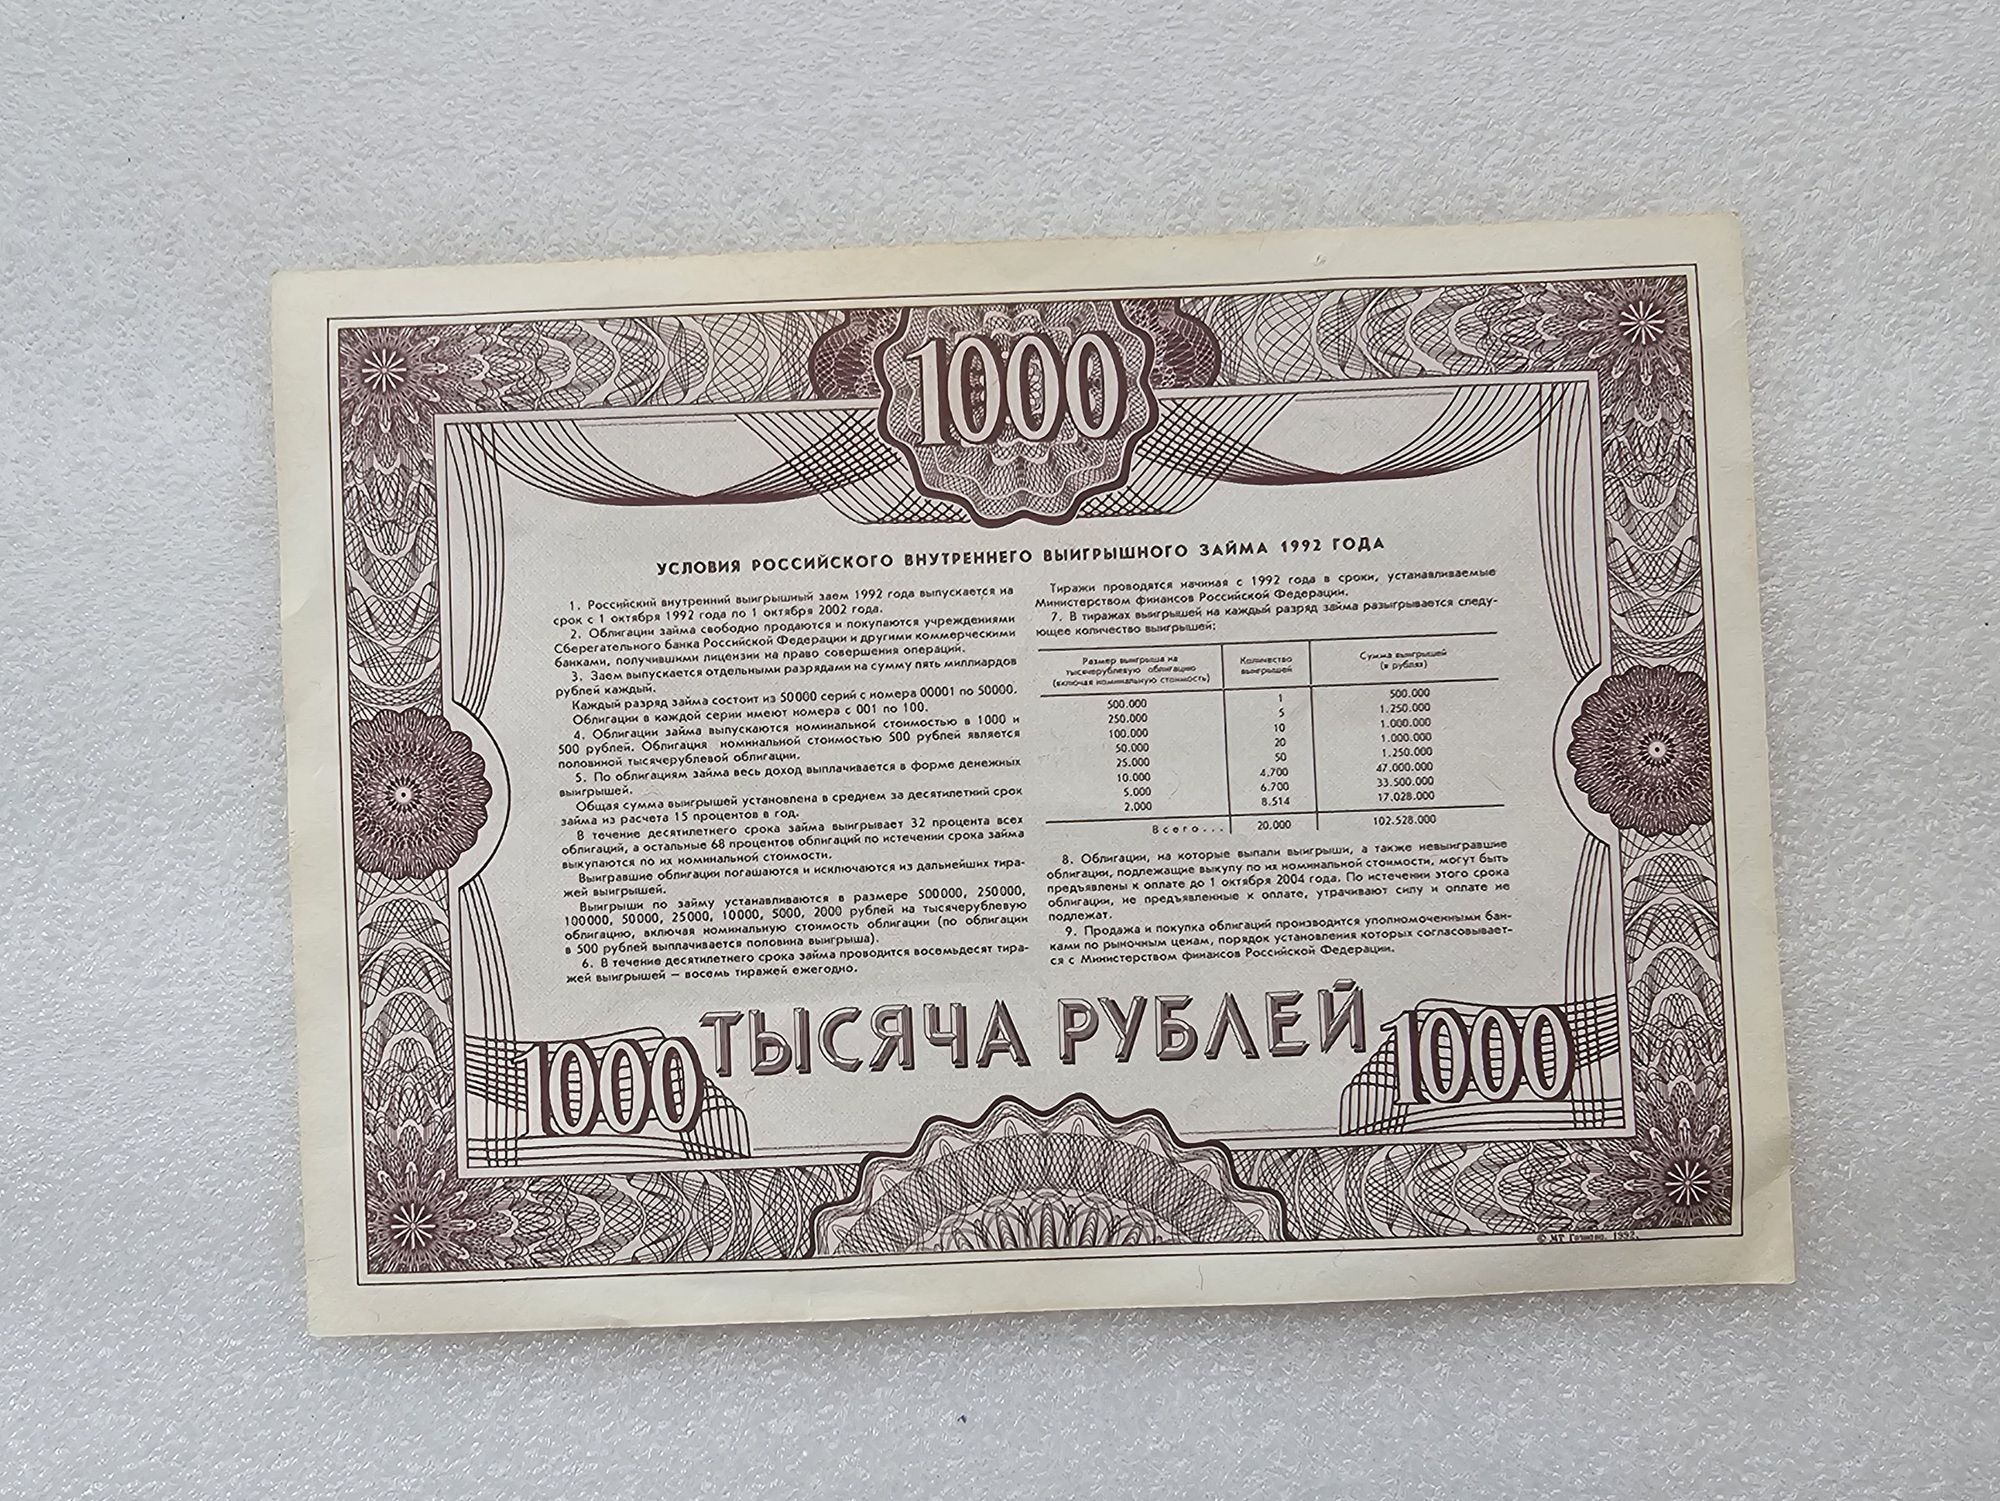 1000
УСЛОВИЯ РОССИЙСКОГО ВНУТРЕННЕГО ВЫИГРЫШНОГО ЗАЙМА 1992 ГОДА
1. Российский внутренний выигрышный заем 1992 года выпускается на
срок с 1 октября 1992 года по 1 октября 2002 года.
2. Облигации займа свободно продаются и покупаются учреждениями
Сберегательного банка Российской Федерации и другими коммерческими
банками, получившими лицензии на право совершения операций.
3. Заем выпускается отдельными разрядами на сумму пять миллиардов
рублей каждый.
Каждый разряд займа состоит из 50000 серий с номера 00001 по 50000.
Облигации в каждой серии имеют номера с 001 по 100.
4. Облигации займа выпускаются номинальной стоимостью в 1000 и
500 рублей. Облигация номинальной стоимостью 500 рублей является
половиной тысячерублевой облигации.
5. По облигациям займа весь доход выплачивается в форме денежных
выигрышей.
Общая сумма выигрышей установлена в среднем за десятилетний срок
займа из расчета 15 процентов в год.
В течение десятилетнего срока займа выигрывает 32 процента всех
облигаций, а остальные 68 процентов облигаций по истечении срока займа
выкупаются по их номинальной стоимости.
Выигравшие облигации погашаются и исключаются из дальнейших тира-
жей выигрышей.
Выигрыши по займу устанавливаются в размере 500000, 250000,
100000, 50000, 25000, 10000, 5000, 2000 рублей на тысячерублевую
облигацию, включая номинальную стоимость облигации (по облигации
в 500 рублей выплачивается половина выигрыша).
6. В течение десятилетнего срока займа проводится восемьдесят тира-
жей выигрышей — восемь тиражей ежегодно.
Тиражи проводятся начиная с 1992 года в сроки, устанавливаемые
Министерством финансов Российской Федерации.
7. В тиражах выигрышей на каждый разряд займа разыгрывается следу-
ющее количество выигрышей:
Размер выигрыша на тысячерублевую облигацию (включая номинальную стоимость) Количество выигрышей Сумма выигрышей (в рублях)
500.000 1 500.000
250.000 5 1.250.000
100.000 10 1.000.000
50.000 20 1.000.000
25.000 50 1.250.000
10.000 4.700 47.000.000
5.000 6.700 33.500.000
2.000 8.514 17.028.000
Всего... 20.000 102.528.000
8. Облигации, на которые выпали выигрыши, а также невыигравшие
облигации, подлежащие выкупу по их номинальной стоимости, могут быть
предъявлены к оплате до 1 октября 2004 года. По истечении этого срока
облигации, не предъявленные к оплате, утрачивают силу и оплате не
подлежат.
9. Продажа и покупка облигаций производится уполномоченными бан-
ками по рыночным ценам, порядок установления которых согласовывает-
ся с Министерством финансов Российской Федерации.
1000 ТЫСЯЧА РУБЛЕЙ 1000
© МТ Гознака. 1992.